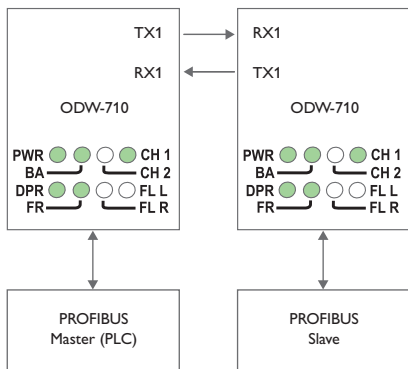 TX1
RX1
ODW-710
PWR CH 1
BA CH 2
DPR FL L
FR FL R
PROFIBUS
Master (PLC)
RX1
TX1
ODW-710
PWR CH 1
BA CH 2
DPR FL L
FR FL R
PROFIBUS
Slave